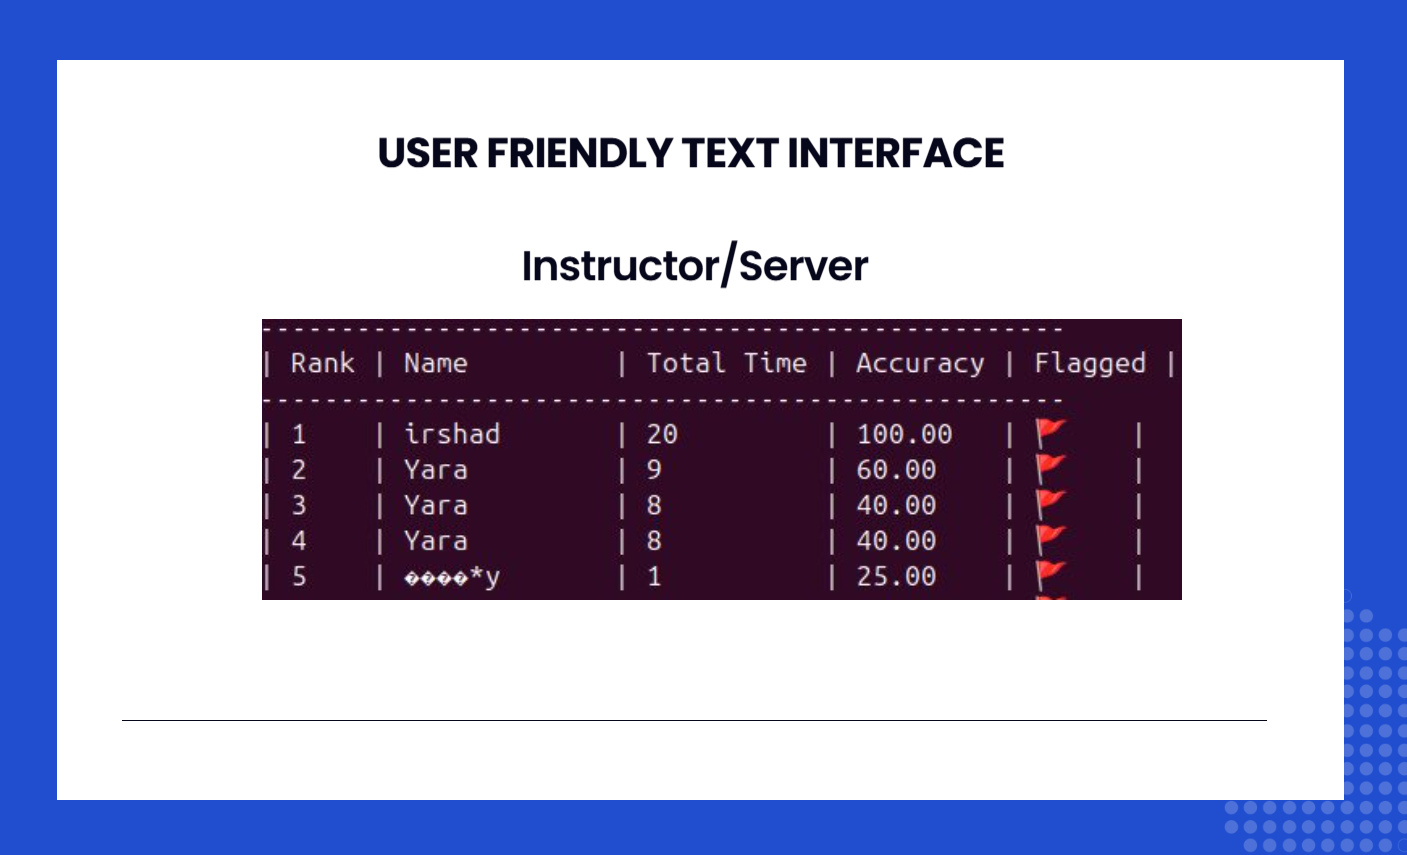 USER FRIENDLY TEXT INTERFACE
Instructor/Server
--------------------------------------------------
| Rank | Name | Total Time | Accuracy | Flagged |
--------------------------------------------------
| 1 | irshad | 20 | 100.00 | 🚩 |
| 2 | Yara | 9 | 60.00 | 🚩 |
| 3 | Yara | 8 | 40.00 | 🚩 |
| 4 | Yara | 8 | 40.00 | 🚩 |
| 5 | ����*y | 1 | 25.00 | 🚩 |